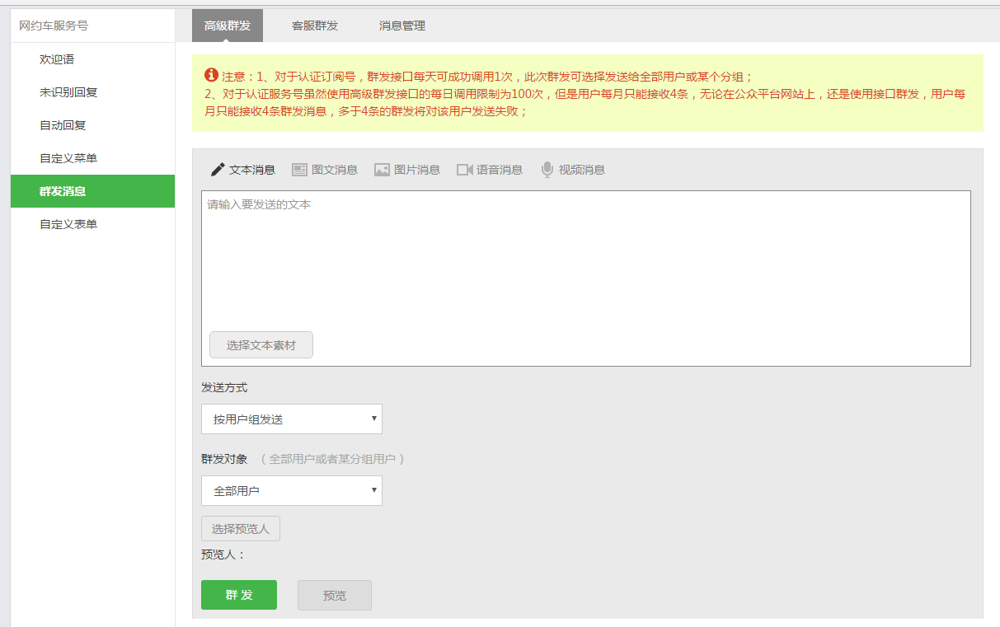 网约车服务号
欢迎语
未识别回复
自动回复
自定义菜单
群发消息
自定义表单
高级群发 客服群发 消息管理
注意：1、对于认证订阅号，群发接口每天可成功调用1次，此次群发可选择发送给全部用户或某个分组；
2、对于认证服务号虽然使用高级群发接口的每日调用限制为100次，但是用户每月只能接收4条，无论在公众平台网站上，还是使用接口群发，用户每
月只能接收4条群发消息，多于4条的群发将对该用户发送失败；
文本消息 图文消息 图片消息 语音消息 视频消息
请输入要发送的文本
选择文本素材
发送方式
按用户组发送
群发对象 （全部用户或者某分组用户）
全部用户
选择预览人
预览人：
群 发 预览